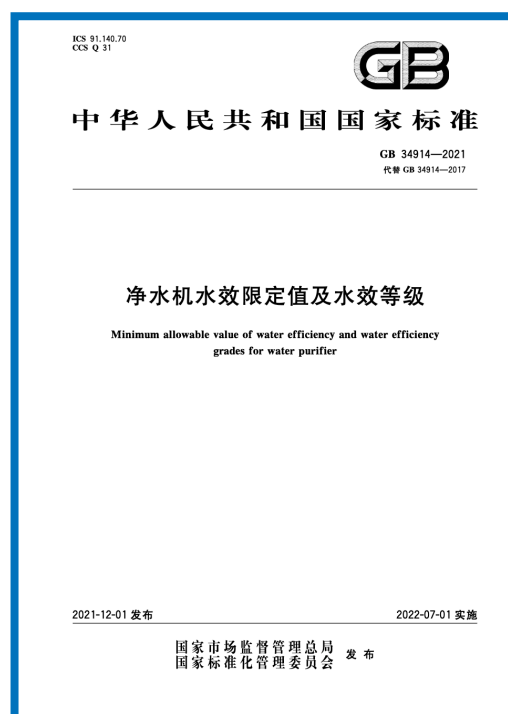 ICS 91.140.70
CCS Q 31
GB
中华人民共和国国家标准
GB 34914—2021
代替 GB 34914—2017
净水机水效限定值及水效等级
Minimum allowable value of water efficiency and water efficiency
grades for water purifier
2021-12-01 发布
2022-07-01 实施
国家市场监督管理总局
国家标准化管理委员会
发布